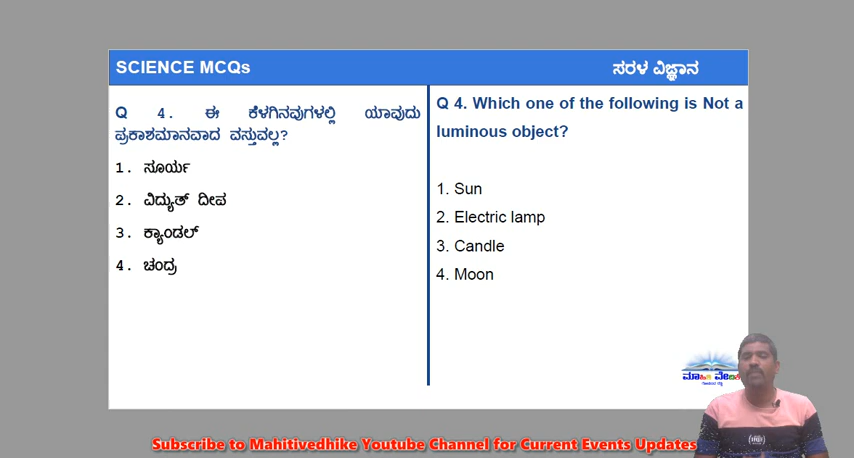 SCIENCE MCQs
ಸರಳ ವಿಜ್ಞಾನ
Q 4. ಈ ಕೆಳಗಿನವುಗಳಲ್ಲಿ ಯಾವುದು
ಪ್ರಕಾಶಮಾನವಾದ ವಸ್ತುವಲ್ಲ?
1. ಸೂರ್ಯ
2. ವಿದ್ಯುತ್ ದೀಪ
3. ಕ್ಯಾಂಡಲ್
4. ಚಂದ್ರ
Q 4. Which one of the following is Not a
luminous object?
1. Sun
2. Electric lamp
3. Candle
4. Moon
ಮಾಹಿತಿ ವೇದಿಕೆ
Subscribe to Mahitivedhike Youtube Channel for Current Events Updates